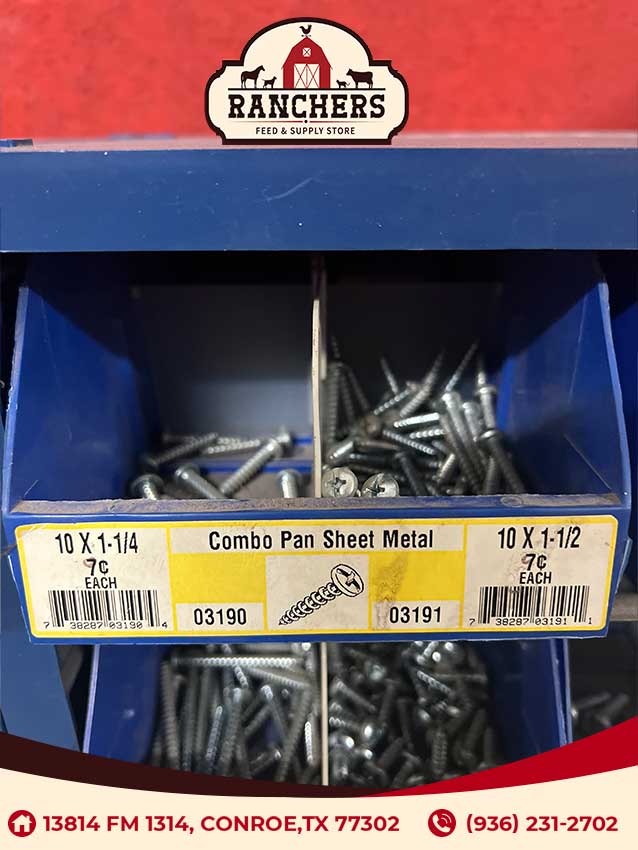 RANCHERS
FEED & SUPPLY STORE
10 X 1-1/4
7¢
EACH
7 38287 03190 4
Combo Pan Sheet Metal
03190
03191
10 X 1-1/2
7¢
EACH
7 38287 03191 1
13814 FM 1314, CONROE,TX 77302
(936) 231-2702